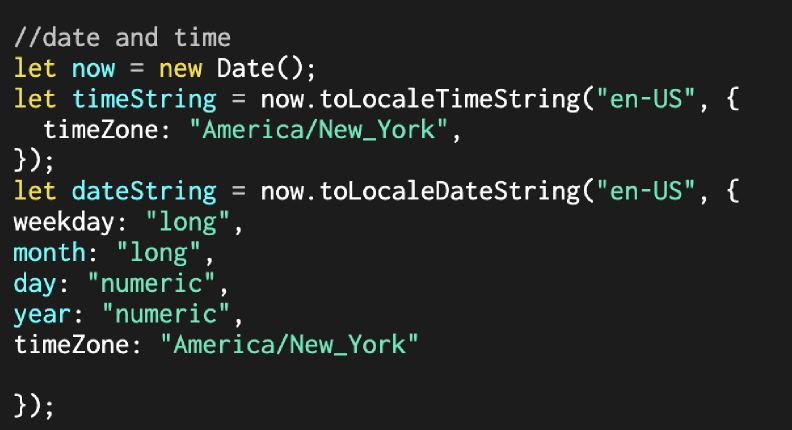 //date and time
let now = new Date();
let timeString = now.toLocaleTimeString("en-US", {
  timeZone: "America/New_York",
});
let dateString = now.toLocaleDateString("en-US", {
weekday: "long",
month: "long",
day: "numeric",
year: "numeric",
timeZone: "America/New_York"

});